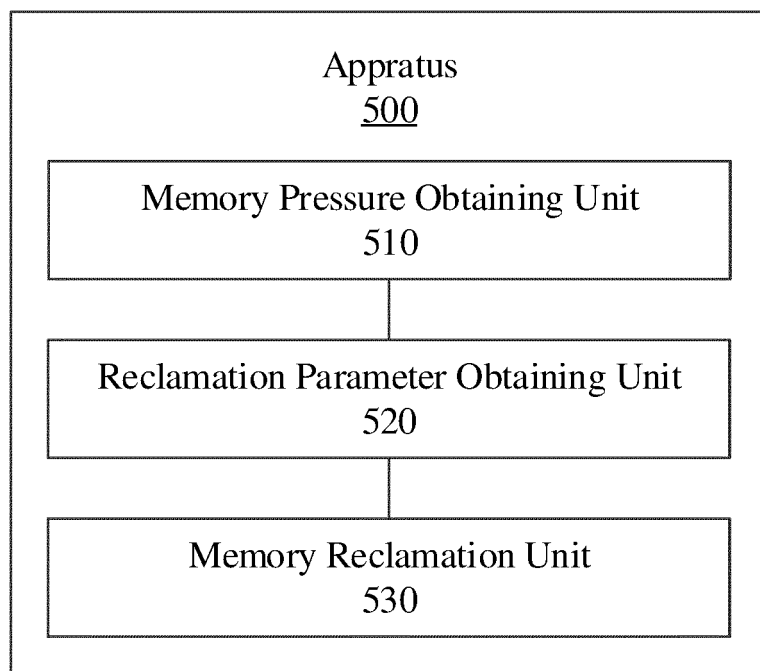 Appratus
500
Memory Pressure Obtaining Unit
510
Reclamation Parameter Obtaining Unit
520
Memory Reclamation Unit
530